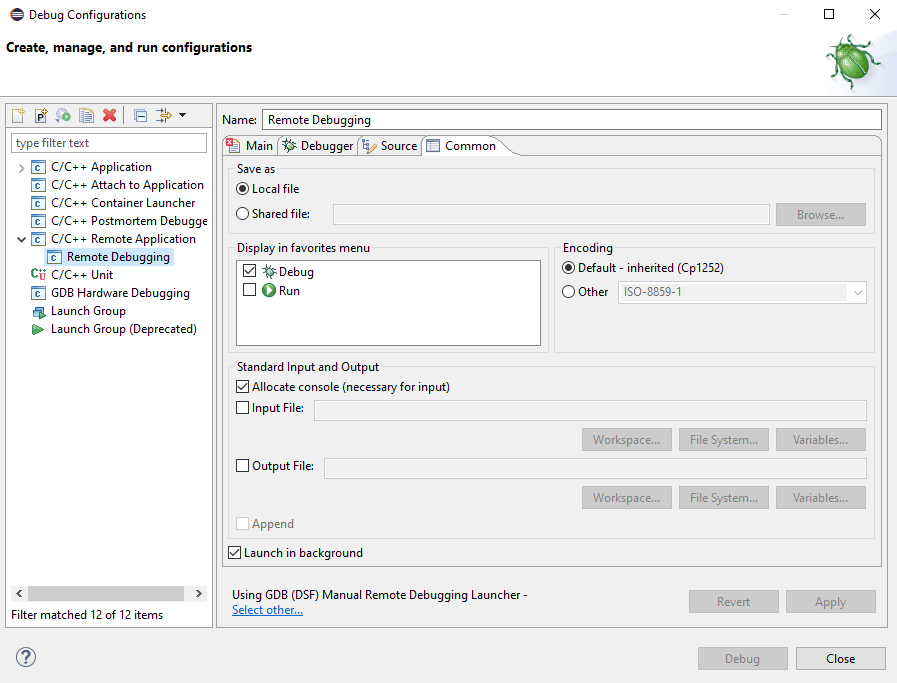 Debug Configurations
Create, manage, and run configurations
type filter text
C/C++ Application
C/C++ Attach to Application
C/C++ Container Launcher
C/C++ Postmortem Debugge
C/C++ Remote Application
Remote Debugging
C/C++ Unit
GDB Hardware Debugging
Launch Group
Launch Group (Deprecated)
Filter matched 12 of 12 items
Name: Remote Debugging
Main Debugger Source Common
Save as
Local file
Shared file: Browse...
Display in favorites menu
Debug
Run
Encoding
Default - inherited (Cp1252)
Other ISO-8859-1
Standard Input and Output
Allocate console (necessary for input)
Input File:
Workspace... File System... Variables...
Output File:
Workspace... File System... Variables...
Append
Launch in background
Using GDB (DSF) Manual Remote Debugging Launcher -
Select other...
Revert Apply
Debug Close